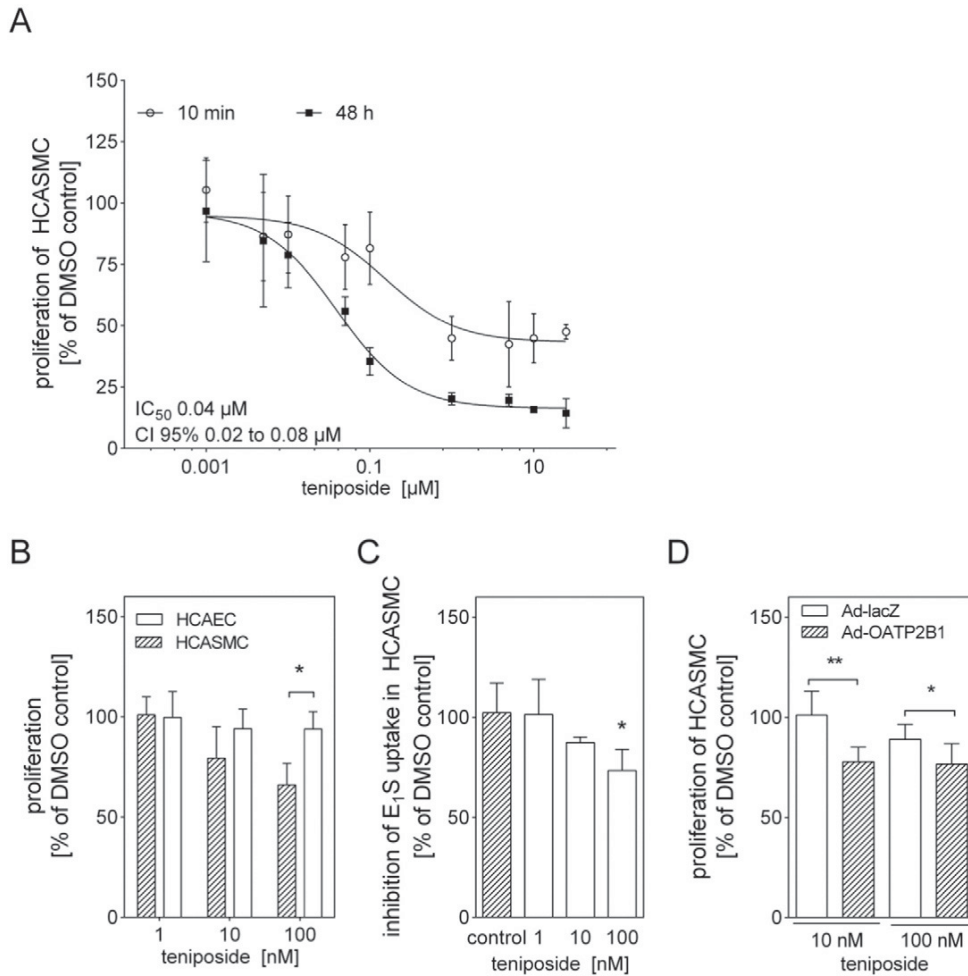 A
150
125
100
75
50
25
0
proliferation of HCASMC
[% of DMSO control]
10 min
48 h
IC50 0.04 µM
CI 95% 0.02 to 0.08 µM
0.001
0.1
10
teniposide [µM]
B
150
100
50
0
proliferation
[% of DMSO control]
HCAEC
HCASMC
*
1
10
100
teniposide [nM]
C
150
100
50
0
inhibition of E1S uptake in HCASMC
[% of DMSO control]
*
control
1
10
100
teniposide [nM]
D
150
100
50
0
proliferation of HCASMC
[% of DMSO control]
Ad-lacZ
Ad-OATP2B1
**
*
10 nM
100 nM
teniposide